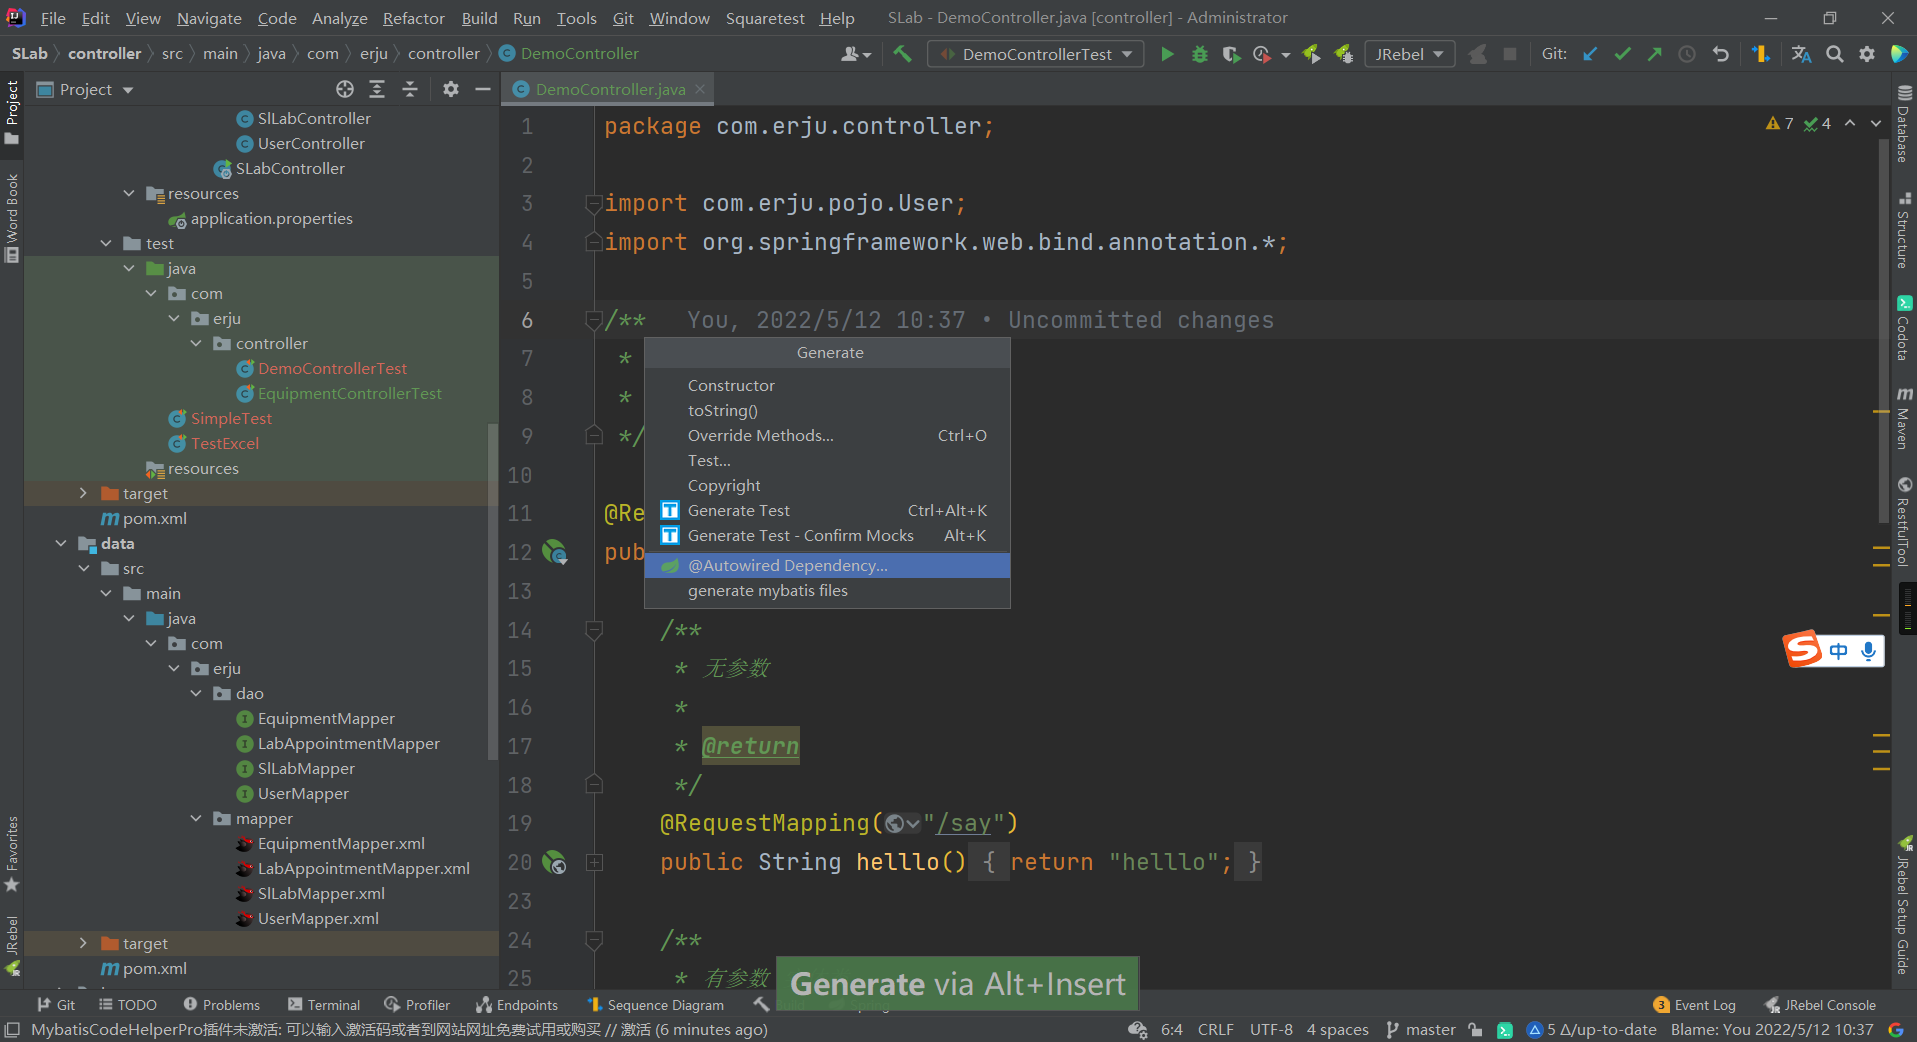 File Edit View Navigate Code Analyze Refactor Build Run Tools Git Window Squaretest Help SLab - DemoController.java [controller] - Administrator
SLab controller src main java com erju controller DemoController DemoControllerTest JRebel Git:
Project
DemoController.java
Project
Word Book
Favorites
JRebel
SlLabController
UserController
SLabController
resources
application.properties
test
java
com
erju
controller
DemoControllerTest
EquipmentControllerTest
SimpleTest
TestExcel
resources
target
pom.xml
data
src
main
java
com
erju
dao
EquipmentMapper
LabAppointmentMapper
SlLabMapper
UserMapper
mapper
EquipmentMapper.xml
LabAppointmentMapper.xml
SlLabMapper.xml
UserMapper.xml
target
pom.xml
7 4
1 package com.erju.controller;
2
3 import com.erju.pojo.User;
4 import org.springframework.web.bind.annotation.*;
5
6 /** You, 2022/5/12 10:37 • Uncommitted changes
7 *
8 *
9 */
10
11 @Re
12 pub
13
14 /**
15 * 无参数
16 *
17 * @return
18 */
19 @RequestMapping("/say")
20 public String helllo() { return "helllo"; }
23
24 /**
25 * 有参数
Generate
Constructor
toString()
Override Methods... Ctrl+O
Test...
Copyright
Generate Test Ctrl+Alt+K
Generate Test - Confirm Mocks Alt+K
@Autowired Dependency...
generate mybatis files
Generate via Alt+Insert
Database
Structure
Codota
Maven
RestfulTool
JRebel Setup Guide
中
Git TODO Problems Terminal Profiler Endpoints Sequence Diagram 3 Event Log JRebel Console
MybatisCodeHelperPro插件未激活: 可以输入激活码或者到网站网址免费试用或购买 // 激活 (6 minutes ago) 6:4 CRLF UTF-8 4 spaces master 5 Δ/up-to-date Blame: You 2022/5/12 10:37